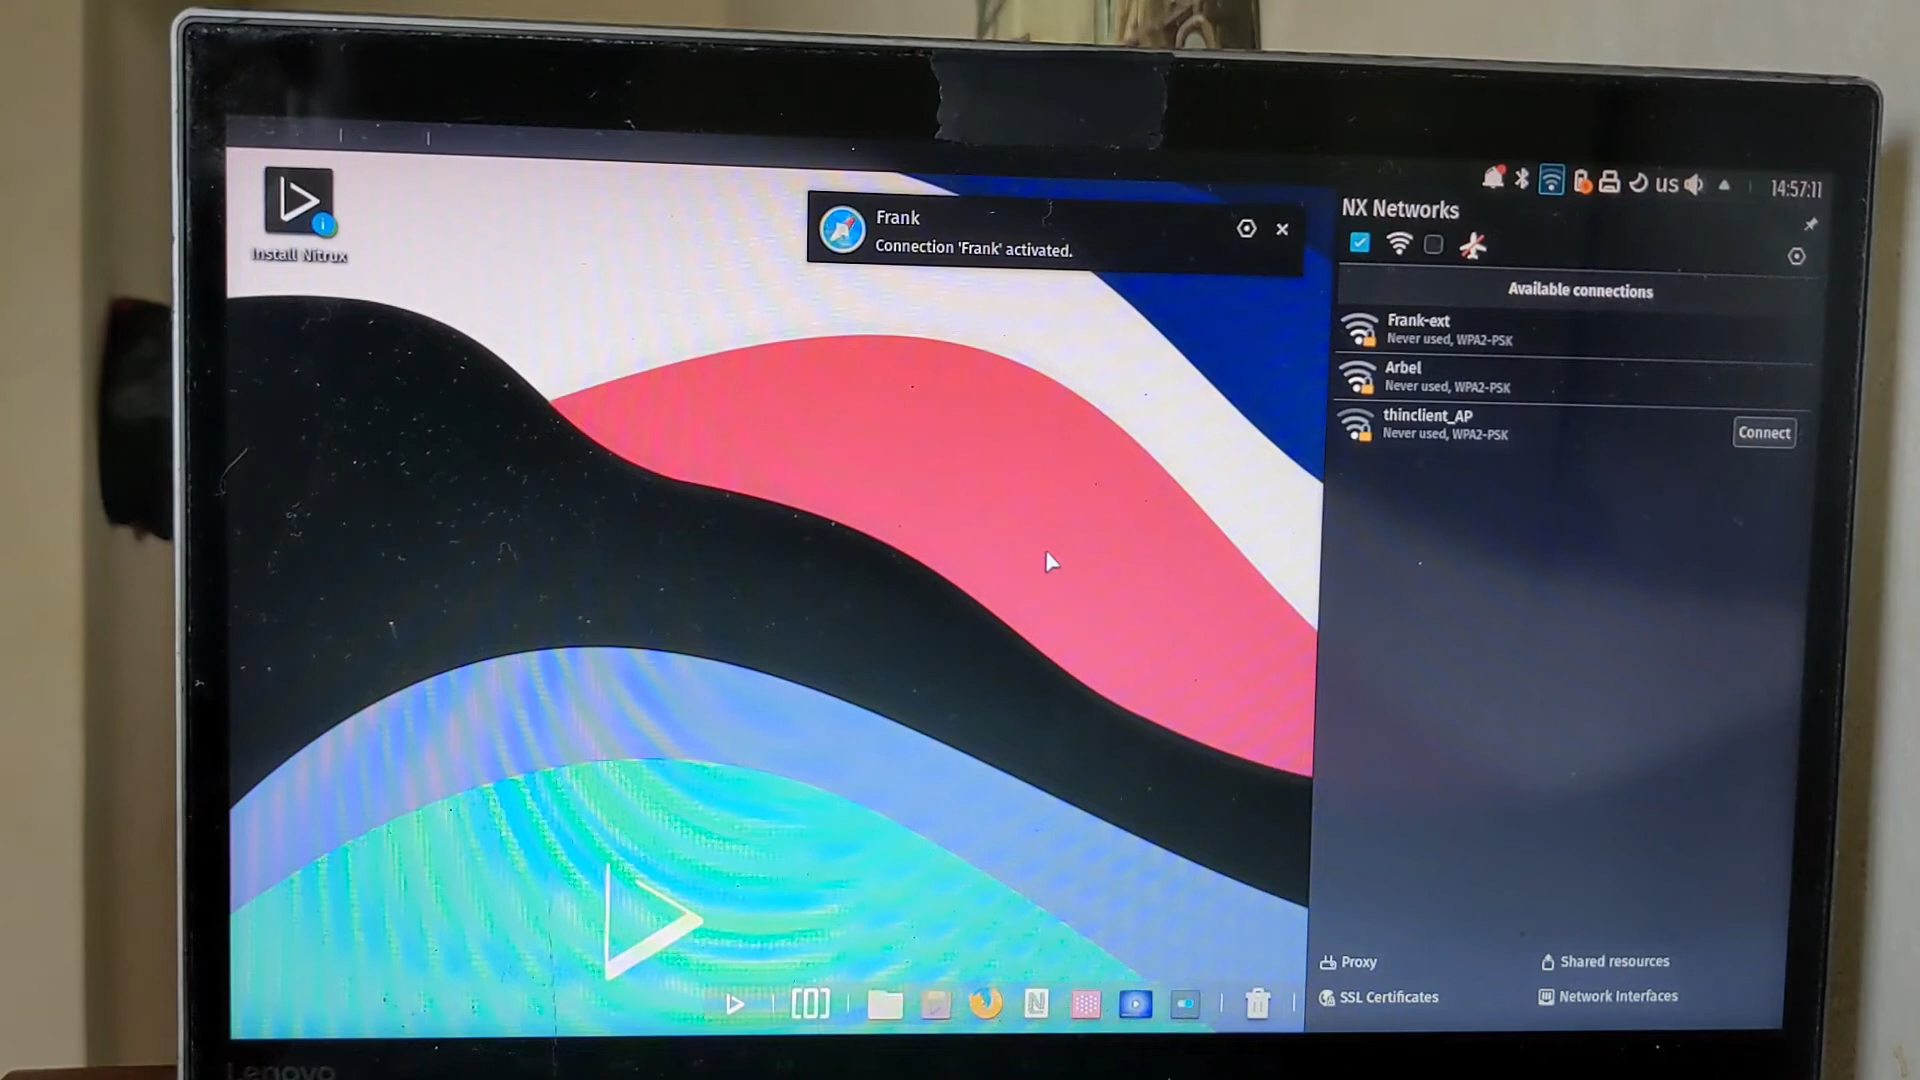 Install Nitrux
Frank
Connection 'Frank' activated.
us
14:57:11
NX Networks
Available connections
Frank-ext
Never used, WPA2-PSK
Arbel
Never used, WPA2-PSK
thinclient_AP
Never used, WPA2-PSK
Connect
Proxy
Shared resources
SSL Certificates
Network Interfaces
Lenovo